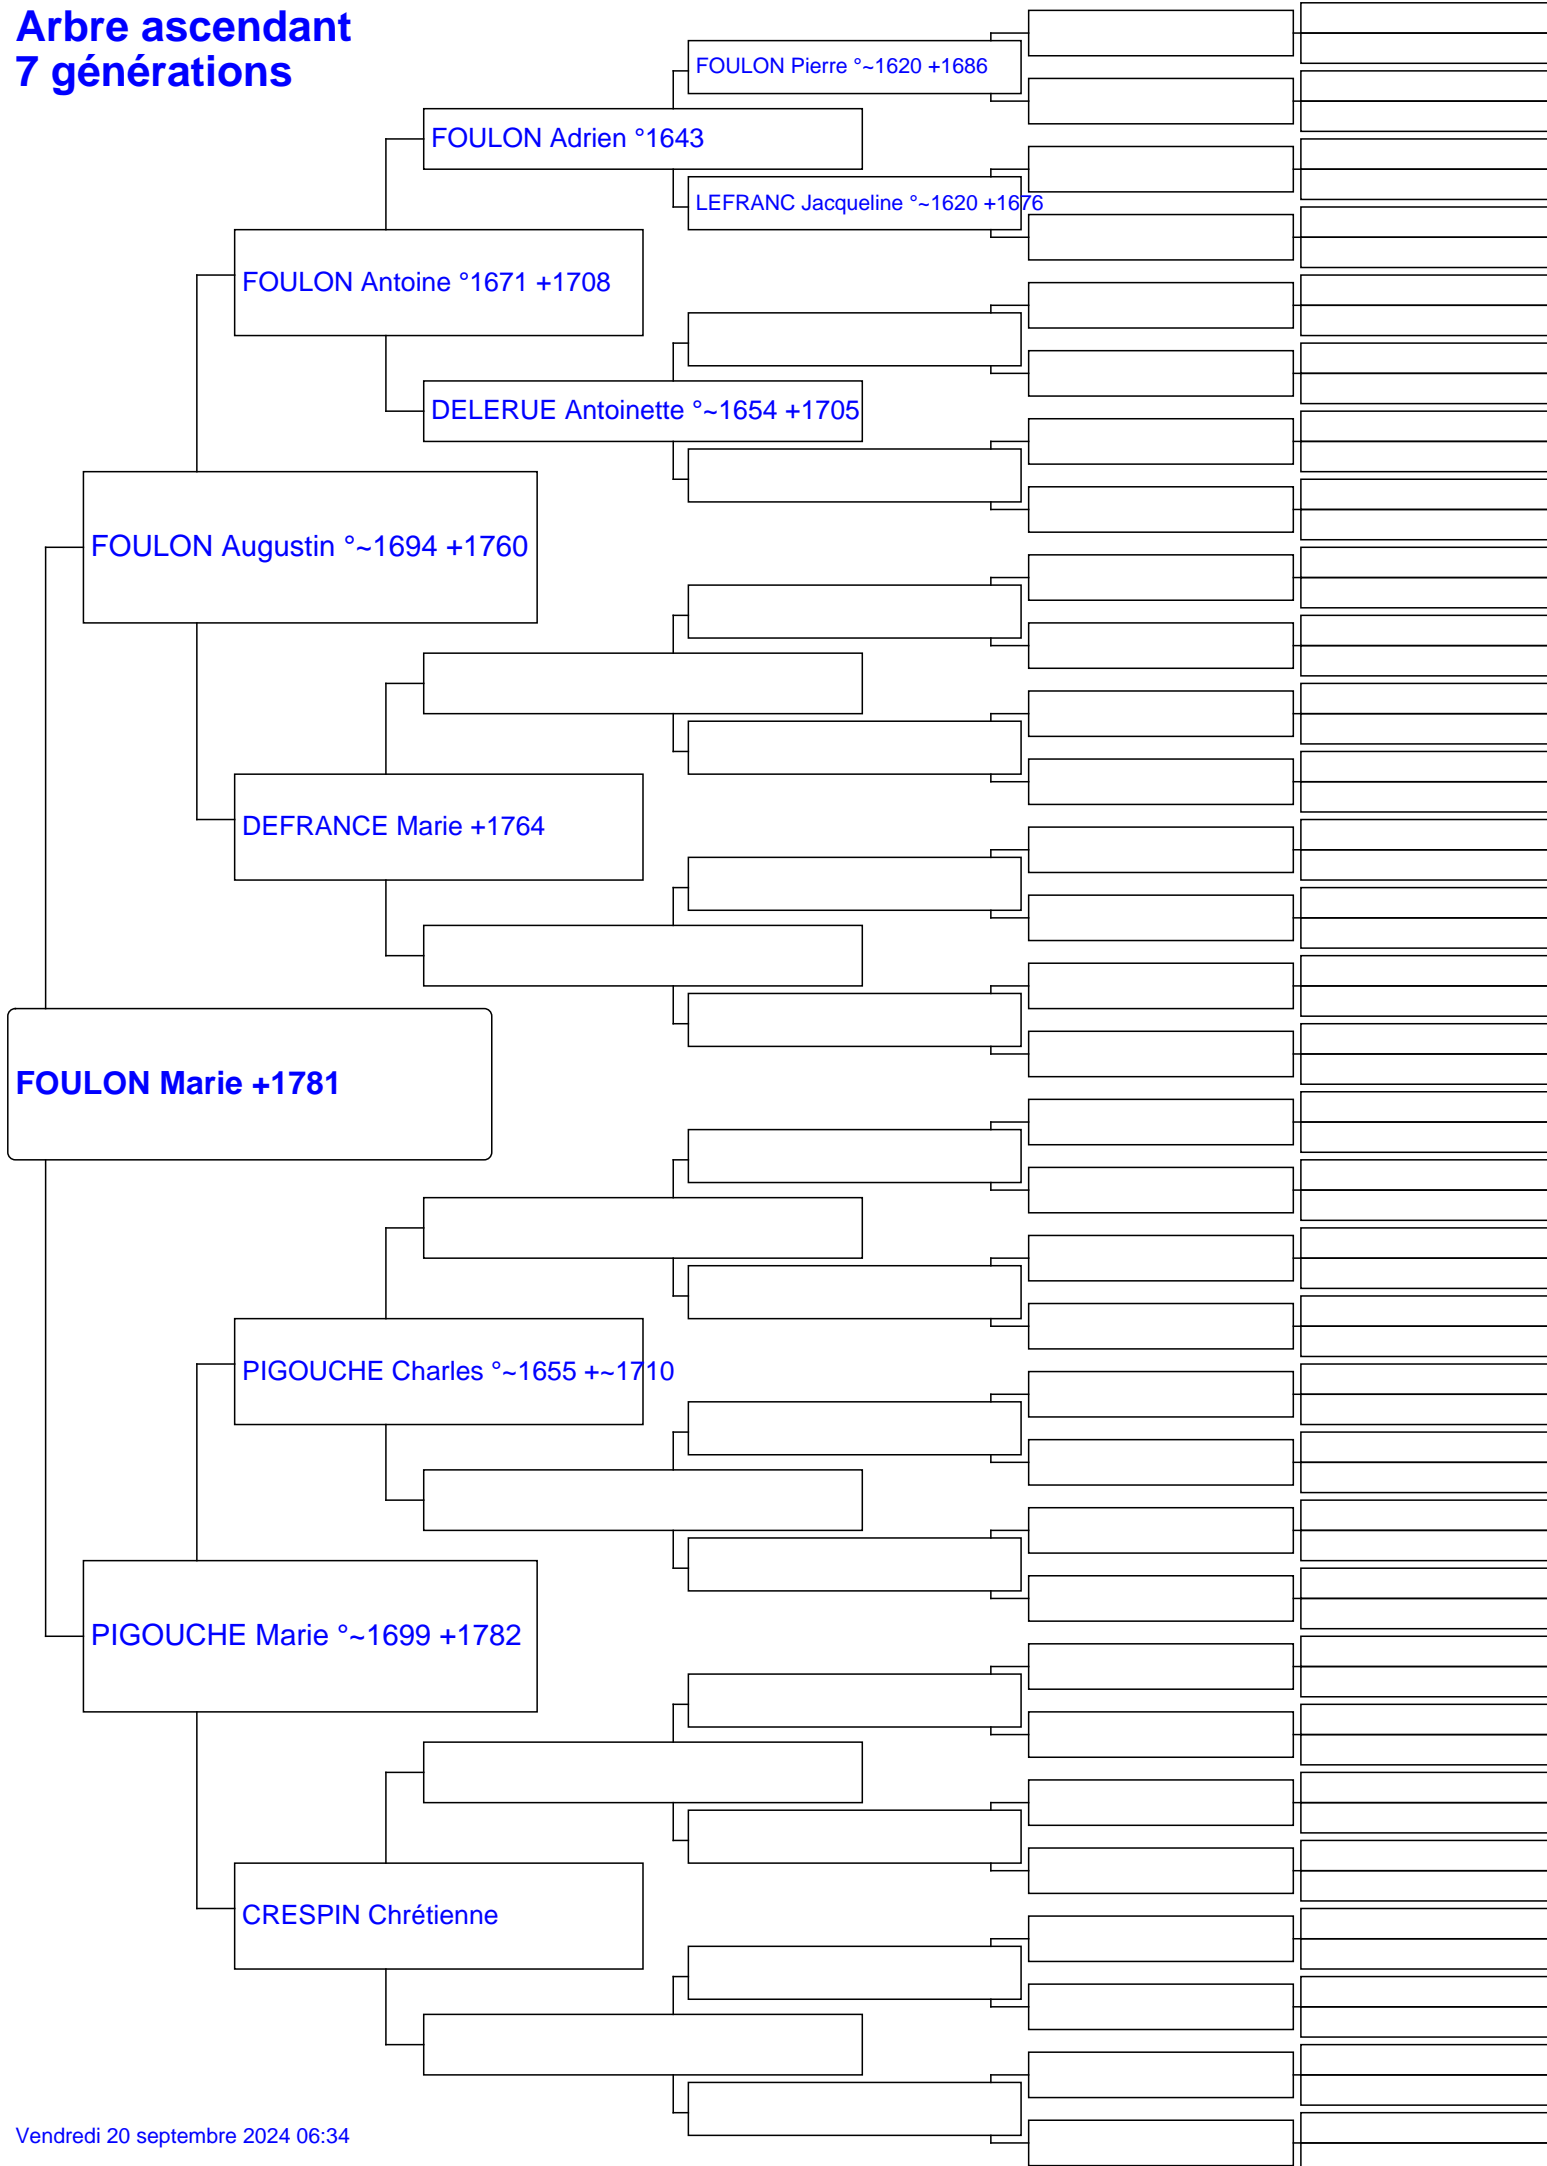 Arbre ascendant
7 générations
FOULON Pierre °~1620 +1686
FOULON Adrien °1643
LEFRANC Jacqueline °~1620 +1676
FOULON Antoine °1671 +1708
DELERUE Antoinette °~1654 +1705
FOULON Augustin °~1694 +1760
DEFRANCE Marie +1764
FOULON Marie +1781
PIGOUCHE Charles °~1655 +~1710
PIGOUCHE Marie °~1699 +1782
CRESPIN Chrétienne
Vendredi 20 septembre 2024 06:34